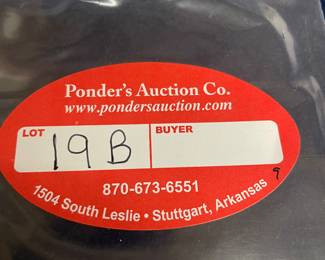 Ponder's Auction Co.
www.pondersauction.com
LOT BUYER
19B
870-673-6551
1504 South Leslie • Stuttgart, Arkansas
9